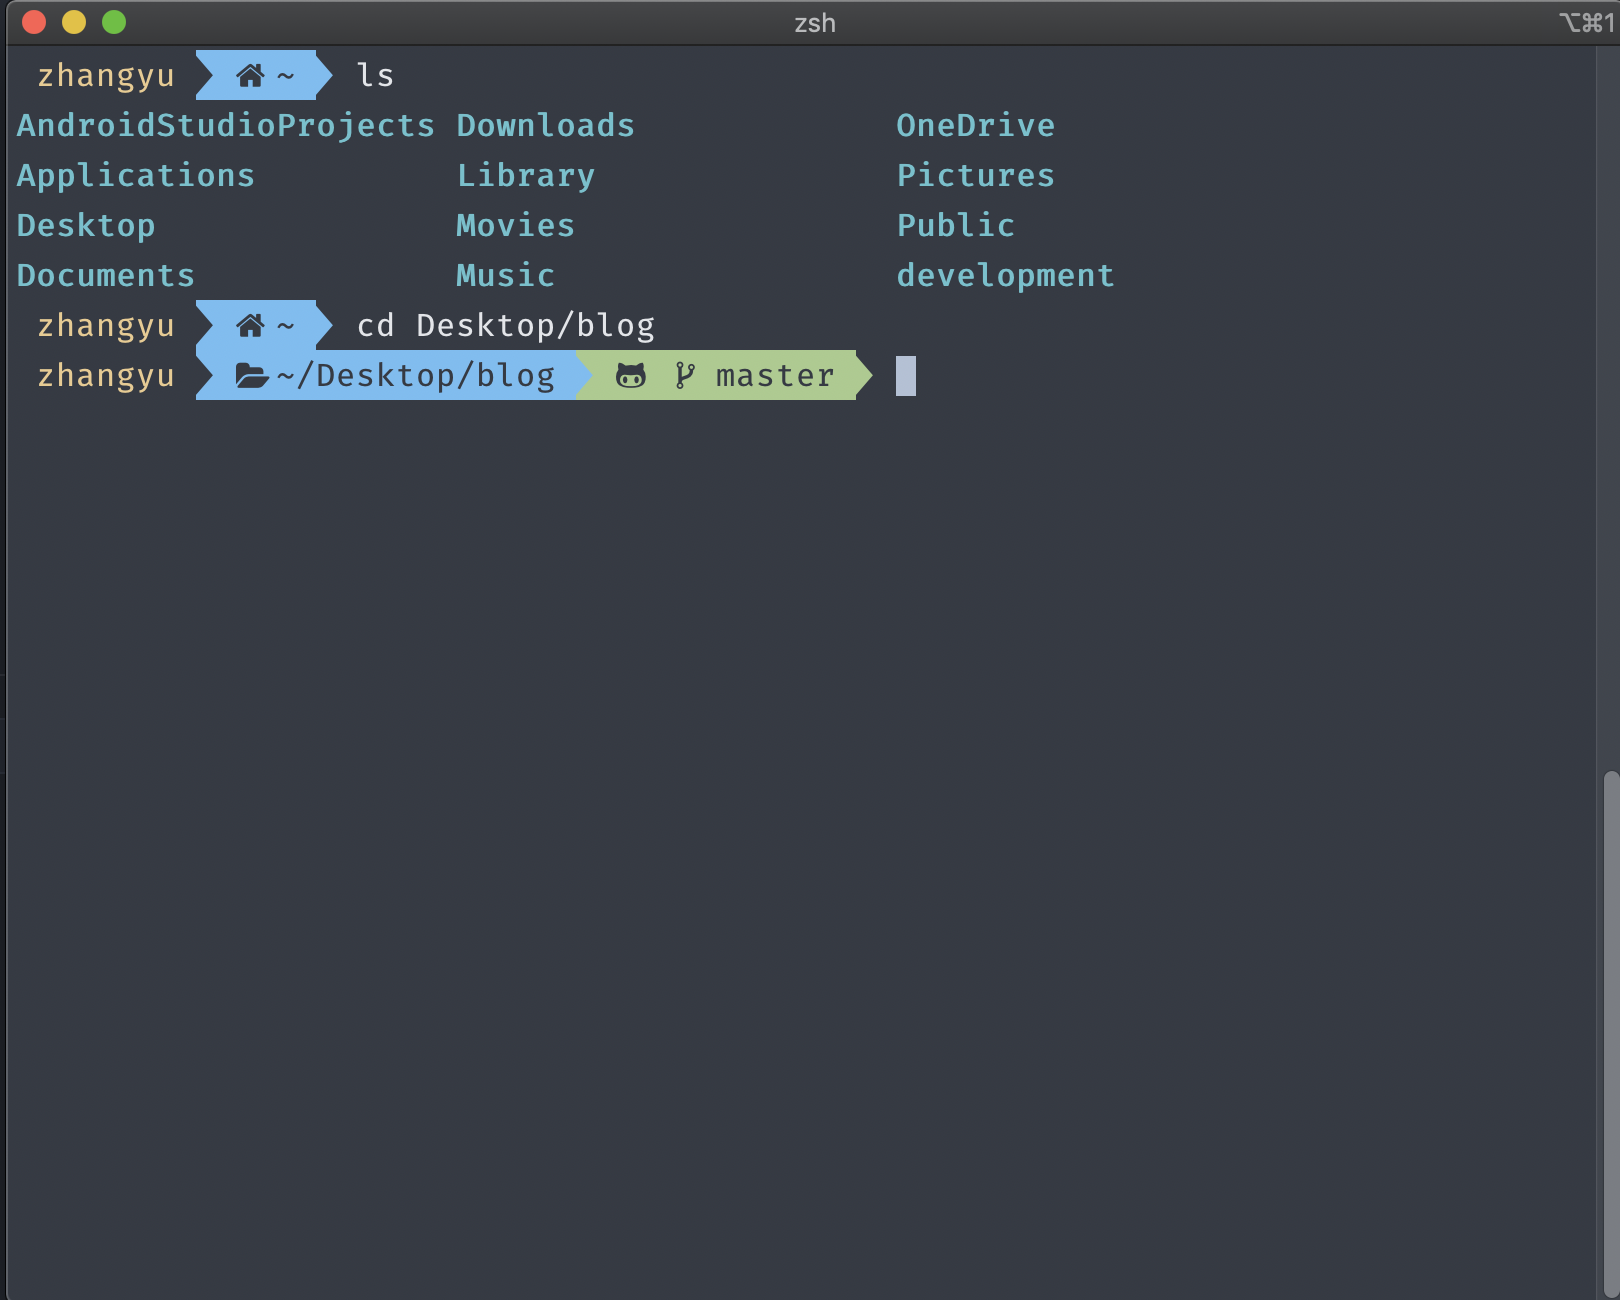 zsh
⌥⌘1
zhangyu ~ ls
AndroidStudioProjects Downloads OneDrive
Applications Library Pictures
Desktop Movies Public
Documents Music development
zhangyu ~ cd Desktop/blog
zhangyu ~/Desktop/blog master